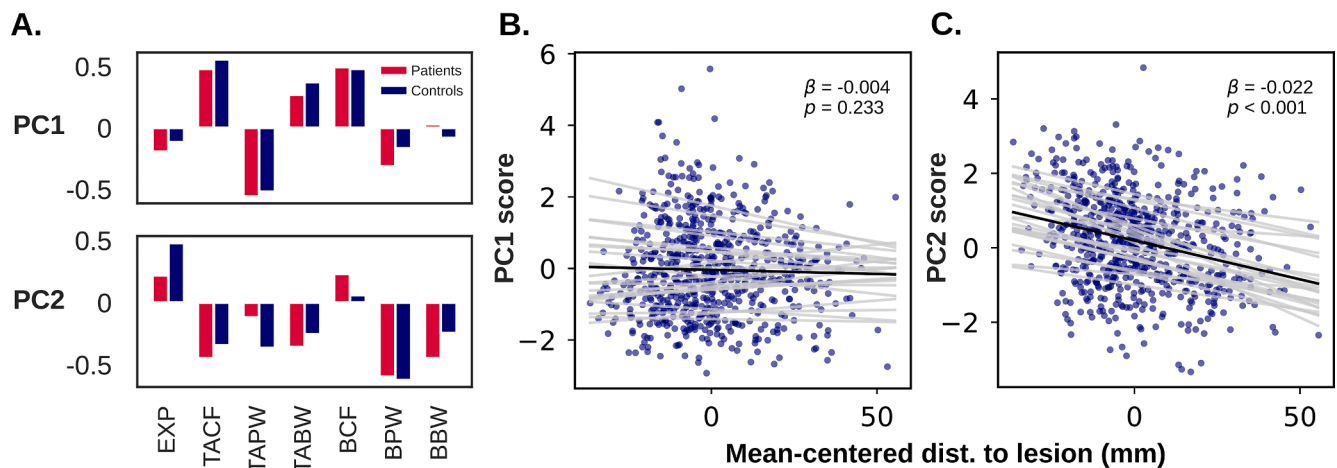 A.
0.5
Patients
Controls
PC1
0
-0.5
0.5
PC2
0
-0.5
EXP
TACF
TAPW
TABW
BCF
BPW
BBW
B.
6
β = -0.004
p = 0.233
4
2
0
−2
PC1 score
0
50
C.
β = -0.022
p < 0.001
4
2
0
−2
PC2 score
0
50
Mean-centered dist. to lesion (mm)